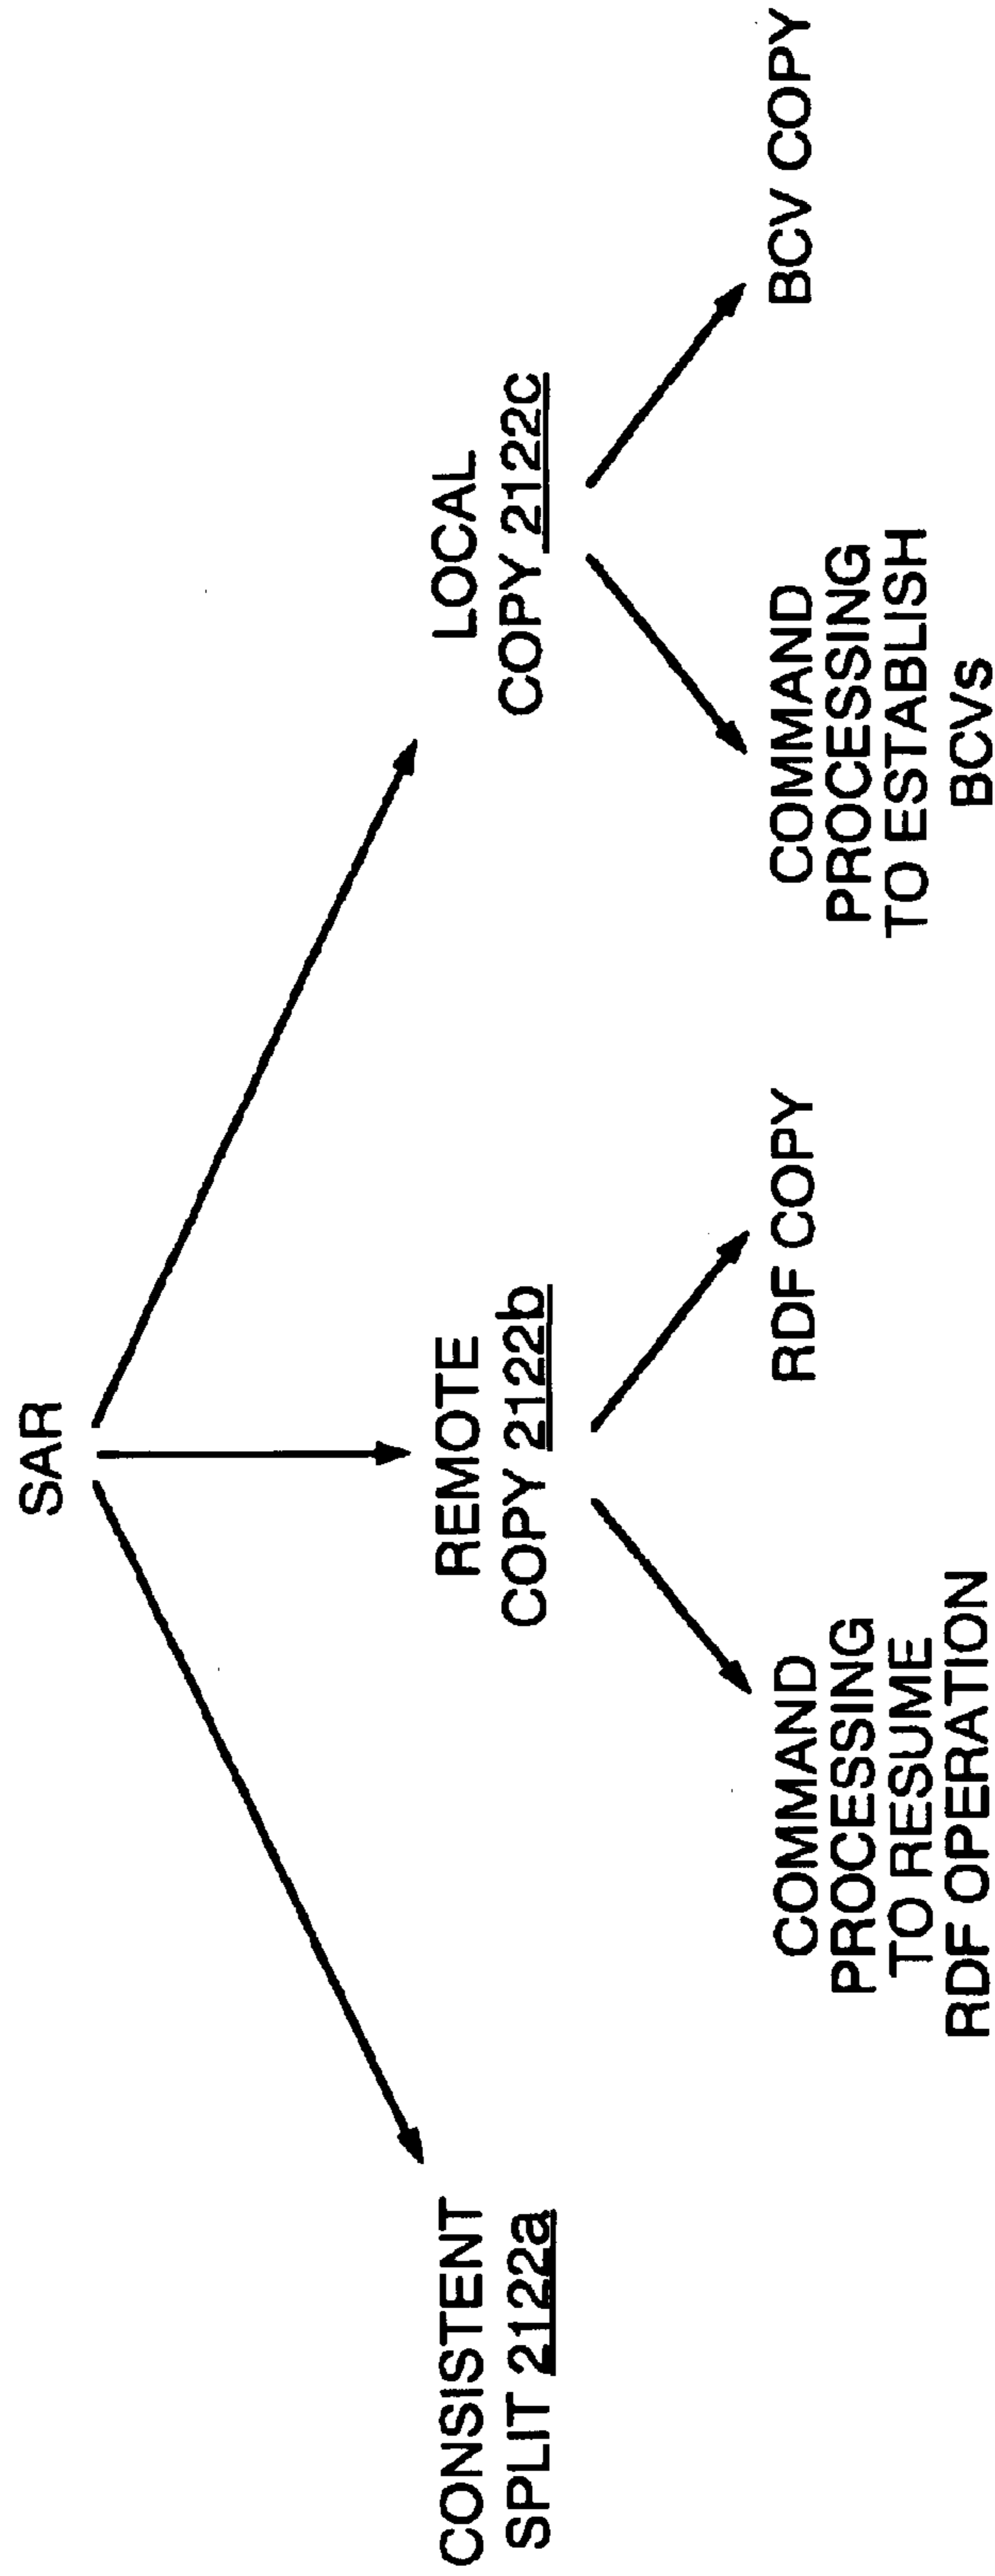 SAR
CONSISTENT
SPLIT 2122a
REMOTE
COPY 2122b
LOCAL
COPY 2122c
COMMAND
PROCESSING
TO RESUME
RDF OPERATION
RDF COPY
COMMAND
PROCESSING
TO ESTABLISH
BCVs
BCV COPY